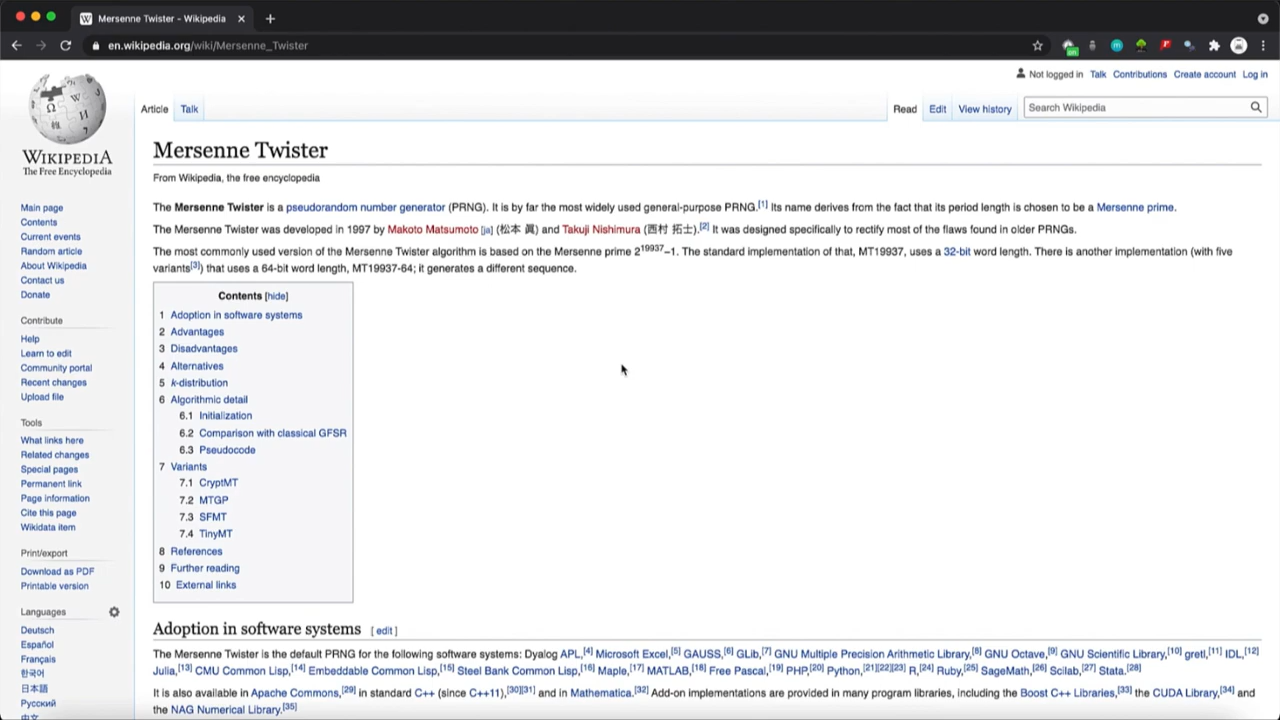 Mersenne Twister - Wikipedia
en.wikipedia.org/wiki/Mersenne_Twister
Not logged in Talk Contributions Create account Log in
Article Talk Read Edit View history Search Wikipedia
WIKIPEDIA
The Free Encyclopedia
Main page
Contents
Current events
Random article
About Wikipedia
Contact us
Donate
Contribute
Help
Learn to edit
Community portal
Recent changes
Upload file
Tools
What links here
Related changes
Special pages
Permanent link
Page information
Cite this page
Wikidata item
Print/export
Download as PDF
Printable version
Languages
Deutsch
Español
Français
한국어
日本語
Русский
中文
Mersenne Twister
From Wikipedia, the free encyclopedia
The Mersenne Twister is a pseudorandom number generator (PRNG). It is by far the most widely used general-purpose PRNG.[1] Its name derives from the fact that its period length is chosen to be a Mersenne prime.
The Mersenne Twister was developed in 1997 by Makoto Matsumoto [ja] (松本 眞) and Takuji Nishimura (西村 拓士).[2] It was designed specifically to rectify most of the flaws found in older PRNGs.
The most commonly used version of the Mersenne Twister algorithm is based on the Mersenne prime 2^19937−1. The standard implementation of that, MT19937, uses a 32-bit word length. There is another implementation (with five
variants[3]) that uses a 64-bit word length, MT19937-64; it generates a different sequence.
Contents [hide]
1 Adoption in software systems
2 Advantages
3 Disadvantages
4 Alternatives
5 k-distribution
6 Algorithmic detail
6.1 Initialization
6.2 Comparison with classical GFSR
6.3 Pseudocode
7 Variants
7.1 CryptMT
7.2 MTGP
7.3 SFMT
7.4 TinyMT
8 References
9 Further reading
10 External links
Adoption in software systems [ edit ]
The Mersenne Twister is the default PRNG for the following software systems: Dyalog APL,[4] Microsoft Excel,[5] GAUSS,[6] GLib,[7] GNU Multiple Precision Arithmetic Library,[8] GNU Octave,[9] GNU Scientific Library,[10] gretl,[11] IDL,[12]
Julia,[13] CMU Common Lisp,[14] Embeddable Common Lisp,[15] Steel Bank Common Lisp,[16] Maple,[17] MATLAB,[18] Free Pascal,[19] PHP,[20] Python,[21][22][23] R,[24] Ruby,[25] SageMath,[26] Scilab,[27] Stata.[28]
It is also available in Apache Commons,[29] in standard C++ (since C++11),[30][31] and in Mathematica.[32] Add-on implementations are provided in many program libraries, including the Boost C++ Libraries,[33] the CUDA Library,[34] and
the NAG Numerical Library.[35]